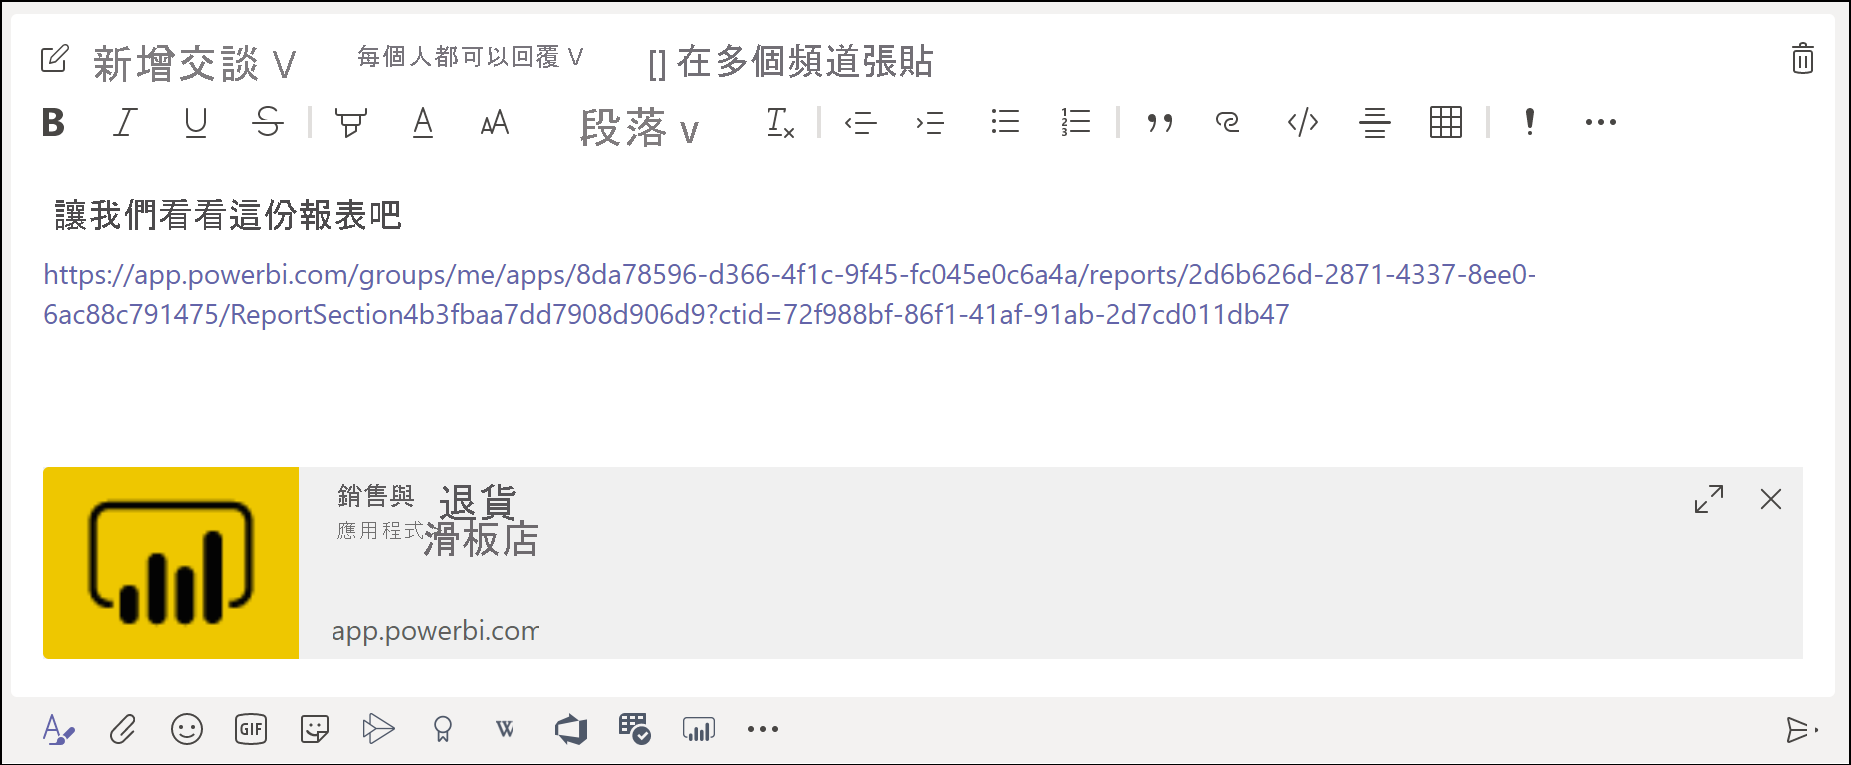 新增交談 V 每個人都可以回覆 V [] 在多個頻道張貼
B I U S A AA 段落 v Tx </> !
讓我們看看這份報表吧
https://app.powerbi.com/groups/me/apps/8da78596-d366-4f1c-9f45-fc045e0c6a4a/reports/2d6b626d-2871-4337-8ee0-
6ac88c791475/ReportSection4b3fbaa7dd7908d906d9?ctid=72f988bf-86f1-41af-91ab-2d7cd011db47
銷售與 退貨
應用程式: 滑板店
app.powerbi.com
GIF W